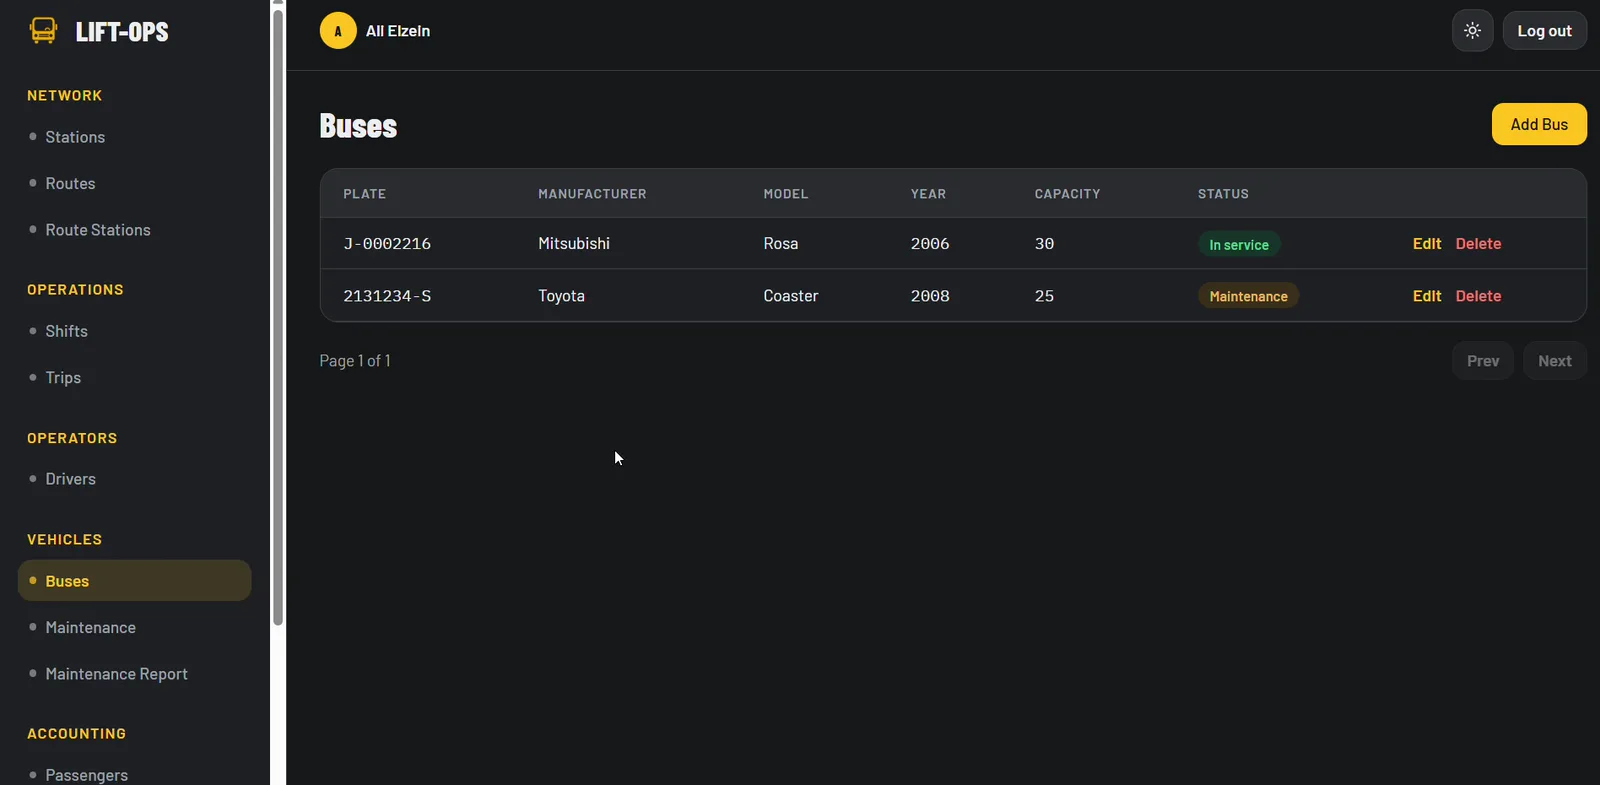 LIFT-OPS
A
Ali Elzein
Log out
NETWORK
Stations
Routes
Route Stations
OPERATIONS
Shifts
Trips
OPERATORS
Drivers
VEHICLES
Buses
Maintenance
Maintenance Report
ACCOUNTING
Passengers
Buses
Add Bus
PLATE MANUFACTURER MODEL YEAR CAPACITY STATUS
J-0002216 Mitsubishi Rosa 2006 30 In service Edit Delete
2131234-S Toyota Coaster 2008 25 Maintenance Edit Delete
Page 1 of 1
Prev Next